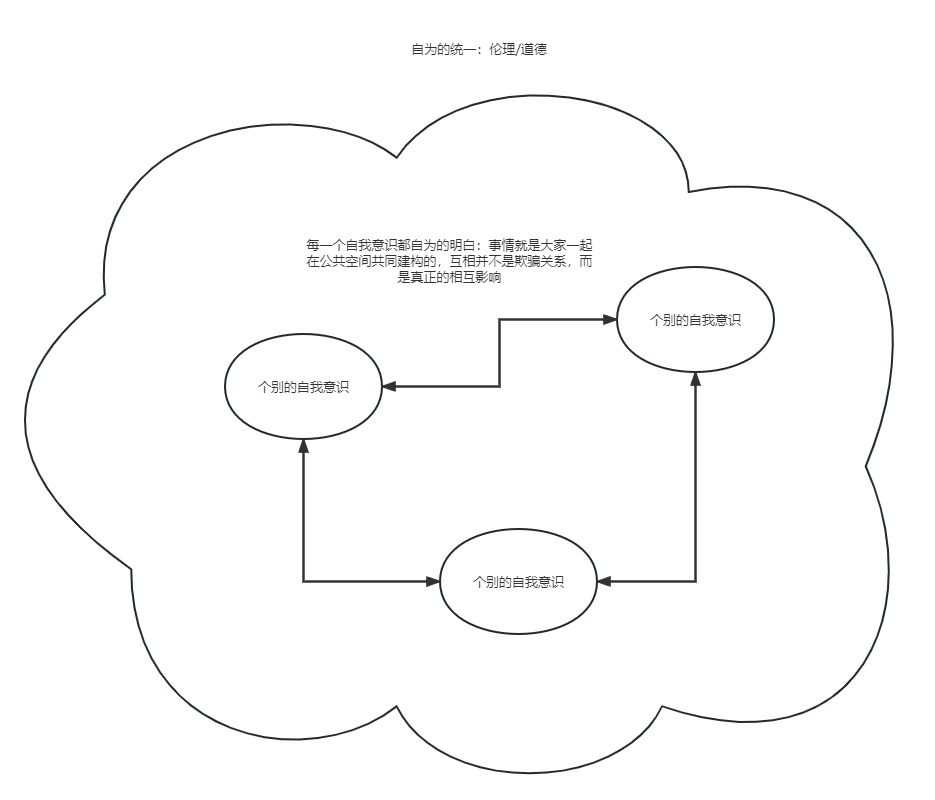 自为的统一：伦理/道德
每一个自我意识都自为的明白：事情就是大家一起
在公共空间共同建构的，互相并不是欺骗关系，而
是真正的相互影响
个别的自我意识
个别的自我意识
个别的自我意识